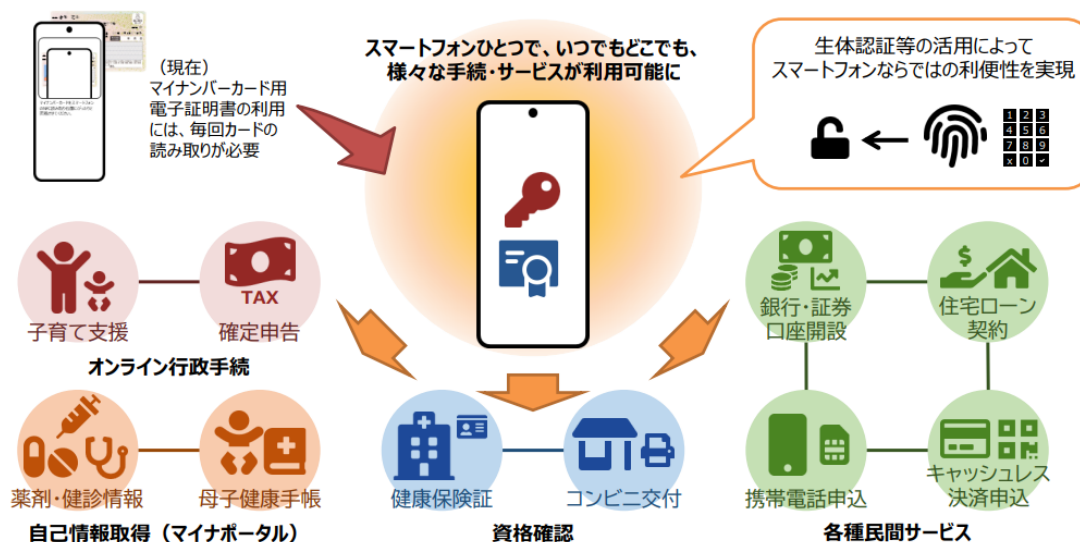 (現在)
マイナンバーカード用
電子証明書の利用
には、毎回カードの
読み取りが必要
スマートフォンひとつで、いつでもどこでも、
様々な手続・サービスが利用可能に
生体認証等の活用によって
スマートフォンならではの利便性を実現
1 2 3
4 5 6
7 8 9
x 0 ✓
子育て支援
TAX
確定申告
オンライン行政手続
薬剤・健診情報
母子健康手帳
自己情報取得(マイナポータル)
健康保険証
コンビニ交付
資格確認
$
銀行・証券
口座開設
住宅ローン
契約
携帯電話申込
キャッシュレス
決済申込
各種民間サービス